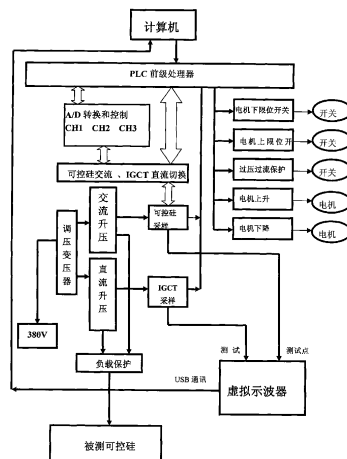 计算机
PLC 前级处理器
A/D 转换和控制
CH1 CH2 CH3
可控硅交流 、IGCT 直流切换
电机下限位开关
开关
电机上限位开
开关
过压过流保护
开关
电机上升
电机
电机下降
电机
调压变压器
交流升压
可控硅
采样
直流升压
IGCT
采样
380V
负载保护
测 试
测试点
USB 通讯
虚拟示波器
被测可控硅